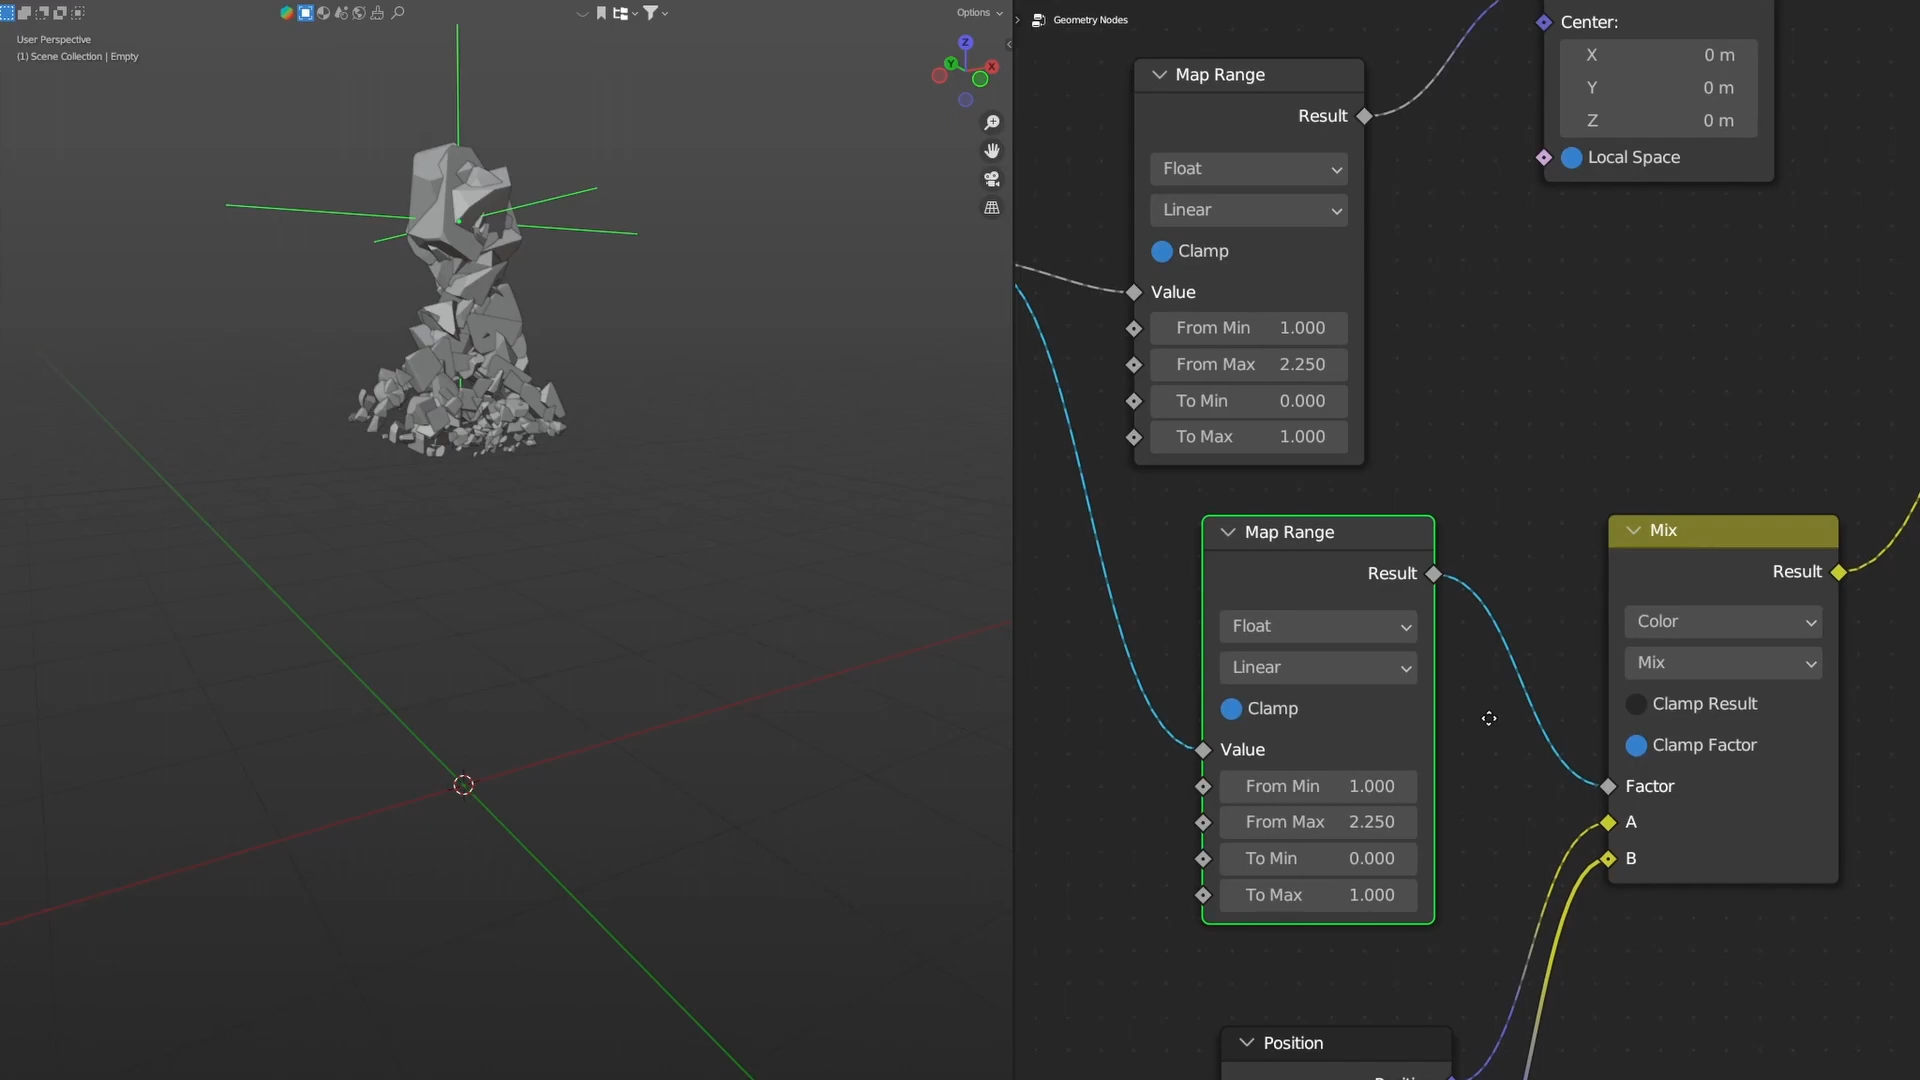 Options
User Perspective
(1) Scene Collection | Empty
Z
Y
X
Geometry Nodes
Center:
X 0 m
Y 0 m
Z 0 m
Local Space
Map Range
Result
Float
Linear
Clamp
Value
From Min 1.000
From Max 2.250
To Min 0.000
To Max 1.000
Map Range
Result
Float
Linear
Clamp
Value
From Min 1.000
From Max 2.250
To Min 0.000
To Max 1.000
Mix
Result
Color
Mix
Clamp Result
Clamp Factor
Factor
A
B
Position